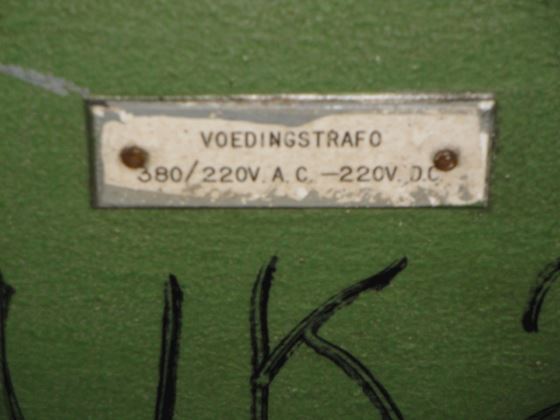 VOEDINGSTRAFO
380/220V. A.C. — 220V. D.C.